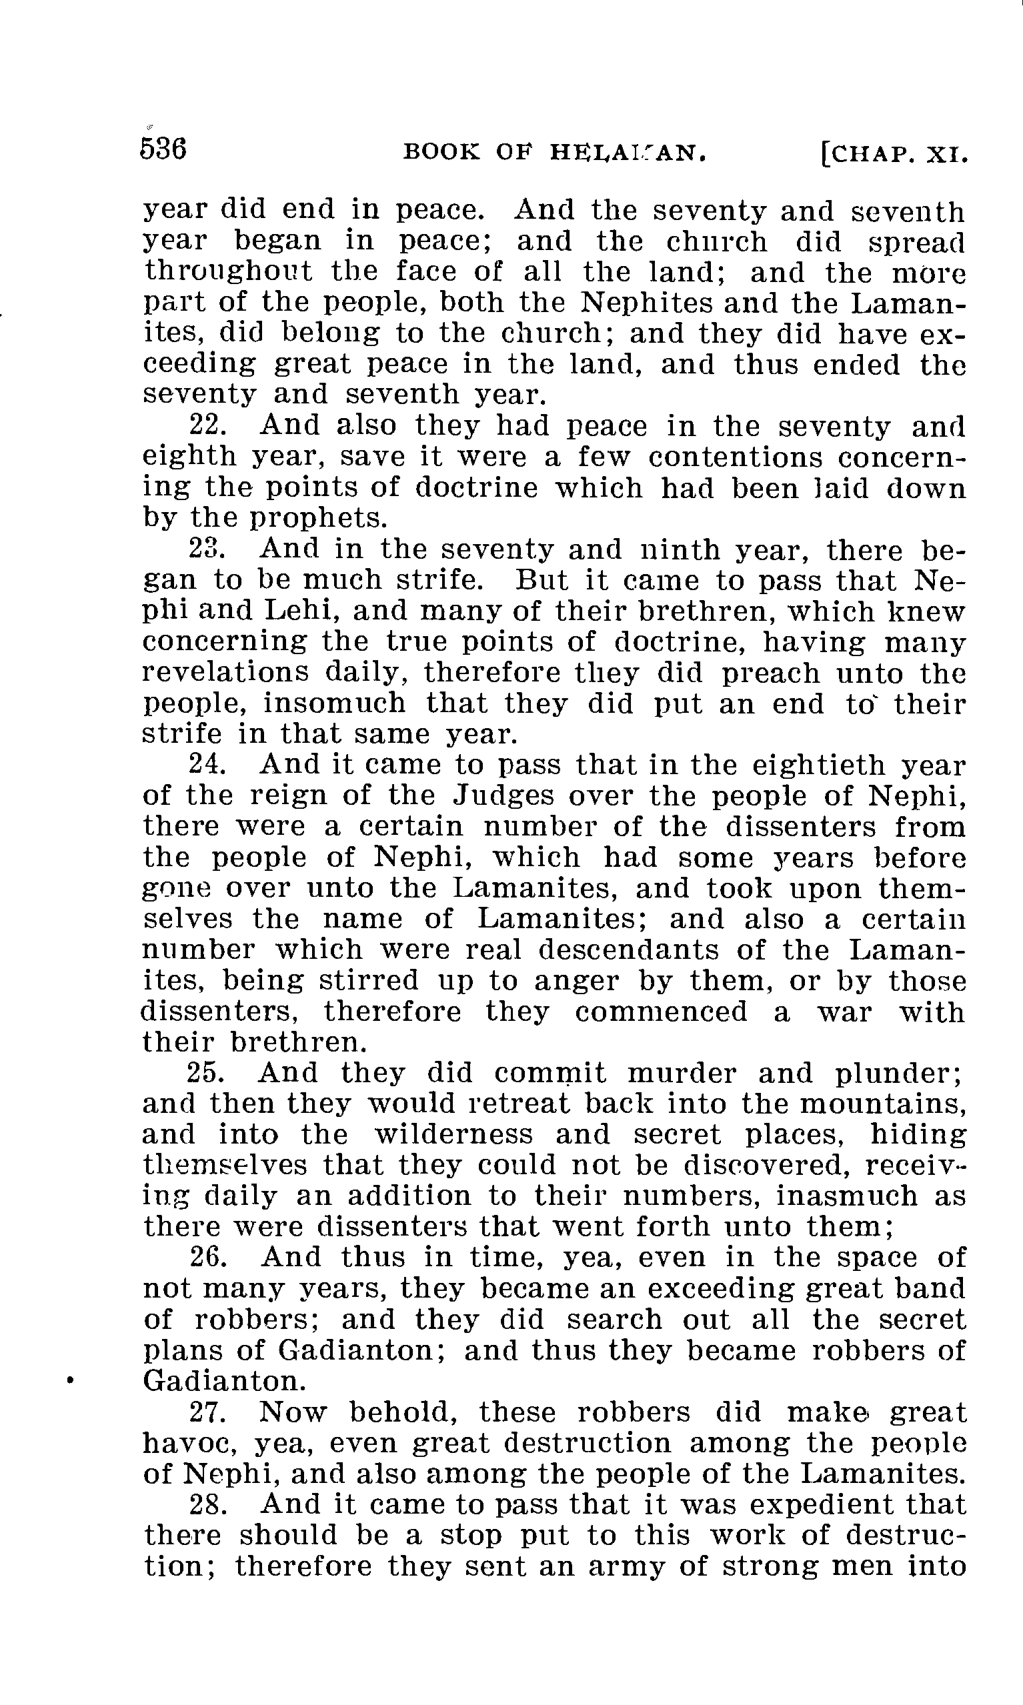 536 BOOK OF HELAMAN. [CHAP. XI.
year did end in peace. And the seventy and seventh
year began in peace; and the church did spread
throughout the face of all the land; and the more
part of the people, both the Nephites and the Laman-
ites, did belong to the church; and they did have ex-
ceeding great peace in the land, and thus ended the
seventy and seventh year.
22. And also they had peace in the seventy and
eighth year, save it were a few contentions concern-
ing the points of doctrine which had been laid down
by the prophets.
23. And in the seventy and ninth year, there be-
gan to be much strife. But it came to pass that Ne-
phi and Lehi, and many of their brethren, which knew
concerning the true points of doctrine, having many
revelations daily, therefore they did preach unto the
people, insomuch that they did put an end to their
strife in that same year.
24. And it came to pass that in the eightieth year
of the reign of the Judges over the people of Nephi,
there were a certain number of the dissenters from
the people of Nephi, which had some years before
gone over unto the Lamanites, and took upon them-
selves the name of Lamanites; and also a certain
number which were real descendants of the Laman-
ites, being stirred up to anger by them, or by those
dissenters, therefore they commenced a war with
their brethren.
25. And they did commit murder and plunder;
and then they would retreat back into the mountains,
and into the wilderness and secret places, hiding
themselves that they could not be discovered, receiv-
ing daily an addition to their numbers, inasmuch as
there were dissenters that went forth unto them;
26. And thus in time, yea, even in the space of
not many years, they became an exceeding great band
of robbers; and they did search out all the secret
plans of Gadianton; and thus they became robbers of
Gadianton.
27. Now behold, these robbers did make great
havoc, yea, even great destruction among the people
of Nephi, and also among the people of the Lamanites.
28. And it came to pass that it was expedient that
there should be a stop put to this work of destruc-
tion; therefore they sent an army of strong men into